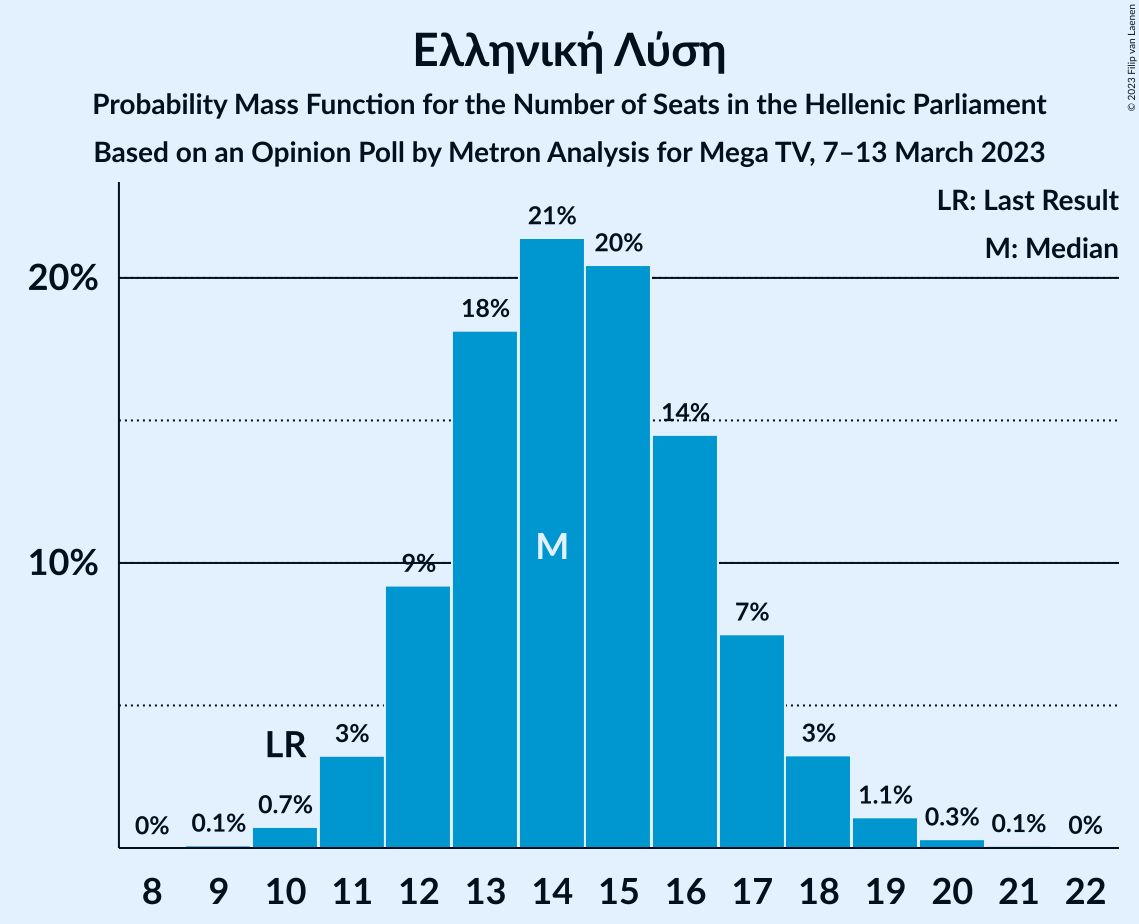 Ελληνική Λύση
Probability Mass Function for the Number of Seats in the Hellenic Parliament
Based on an Opinion Poll by Metron Analysis for Mega TV, 7–13 March 2023
© 2023 Filip van Laenen
LR: Last Result
M: Median
20%
10%
0%
0.1%
0.7%
LR
3%
9%
18%
21%
M
20%
14%
7%
3%
1.1%
0.3%
0.1%
0%
8 9 10 11 12 13 14 15 16 17 18 19 20 21 22